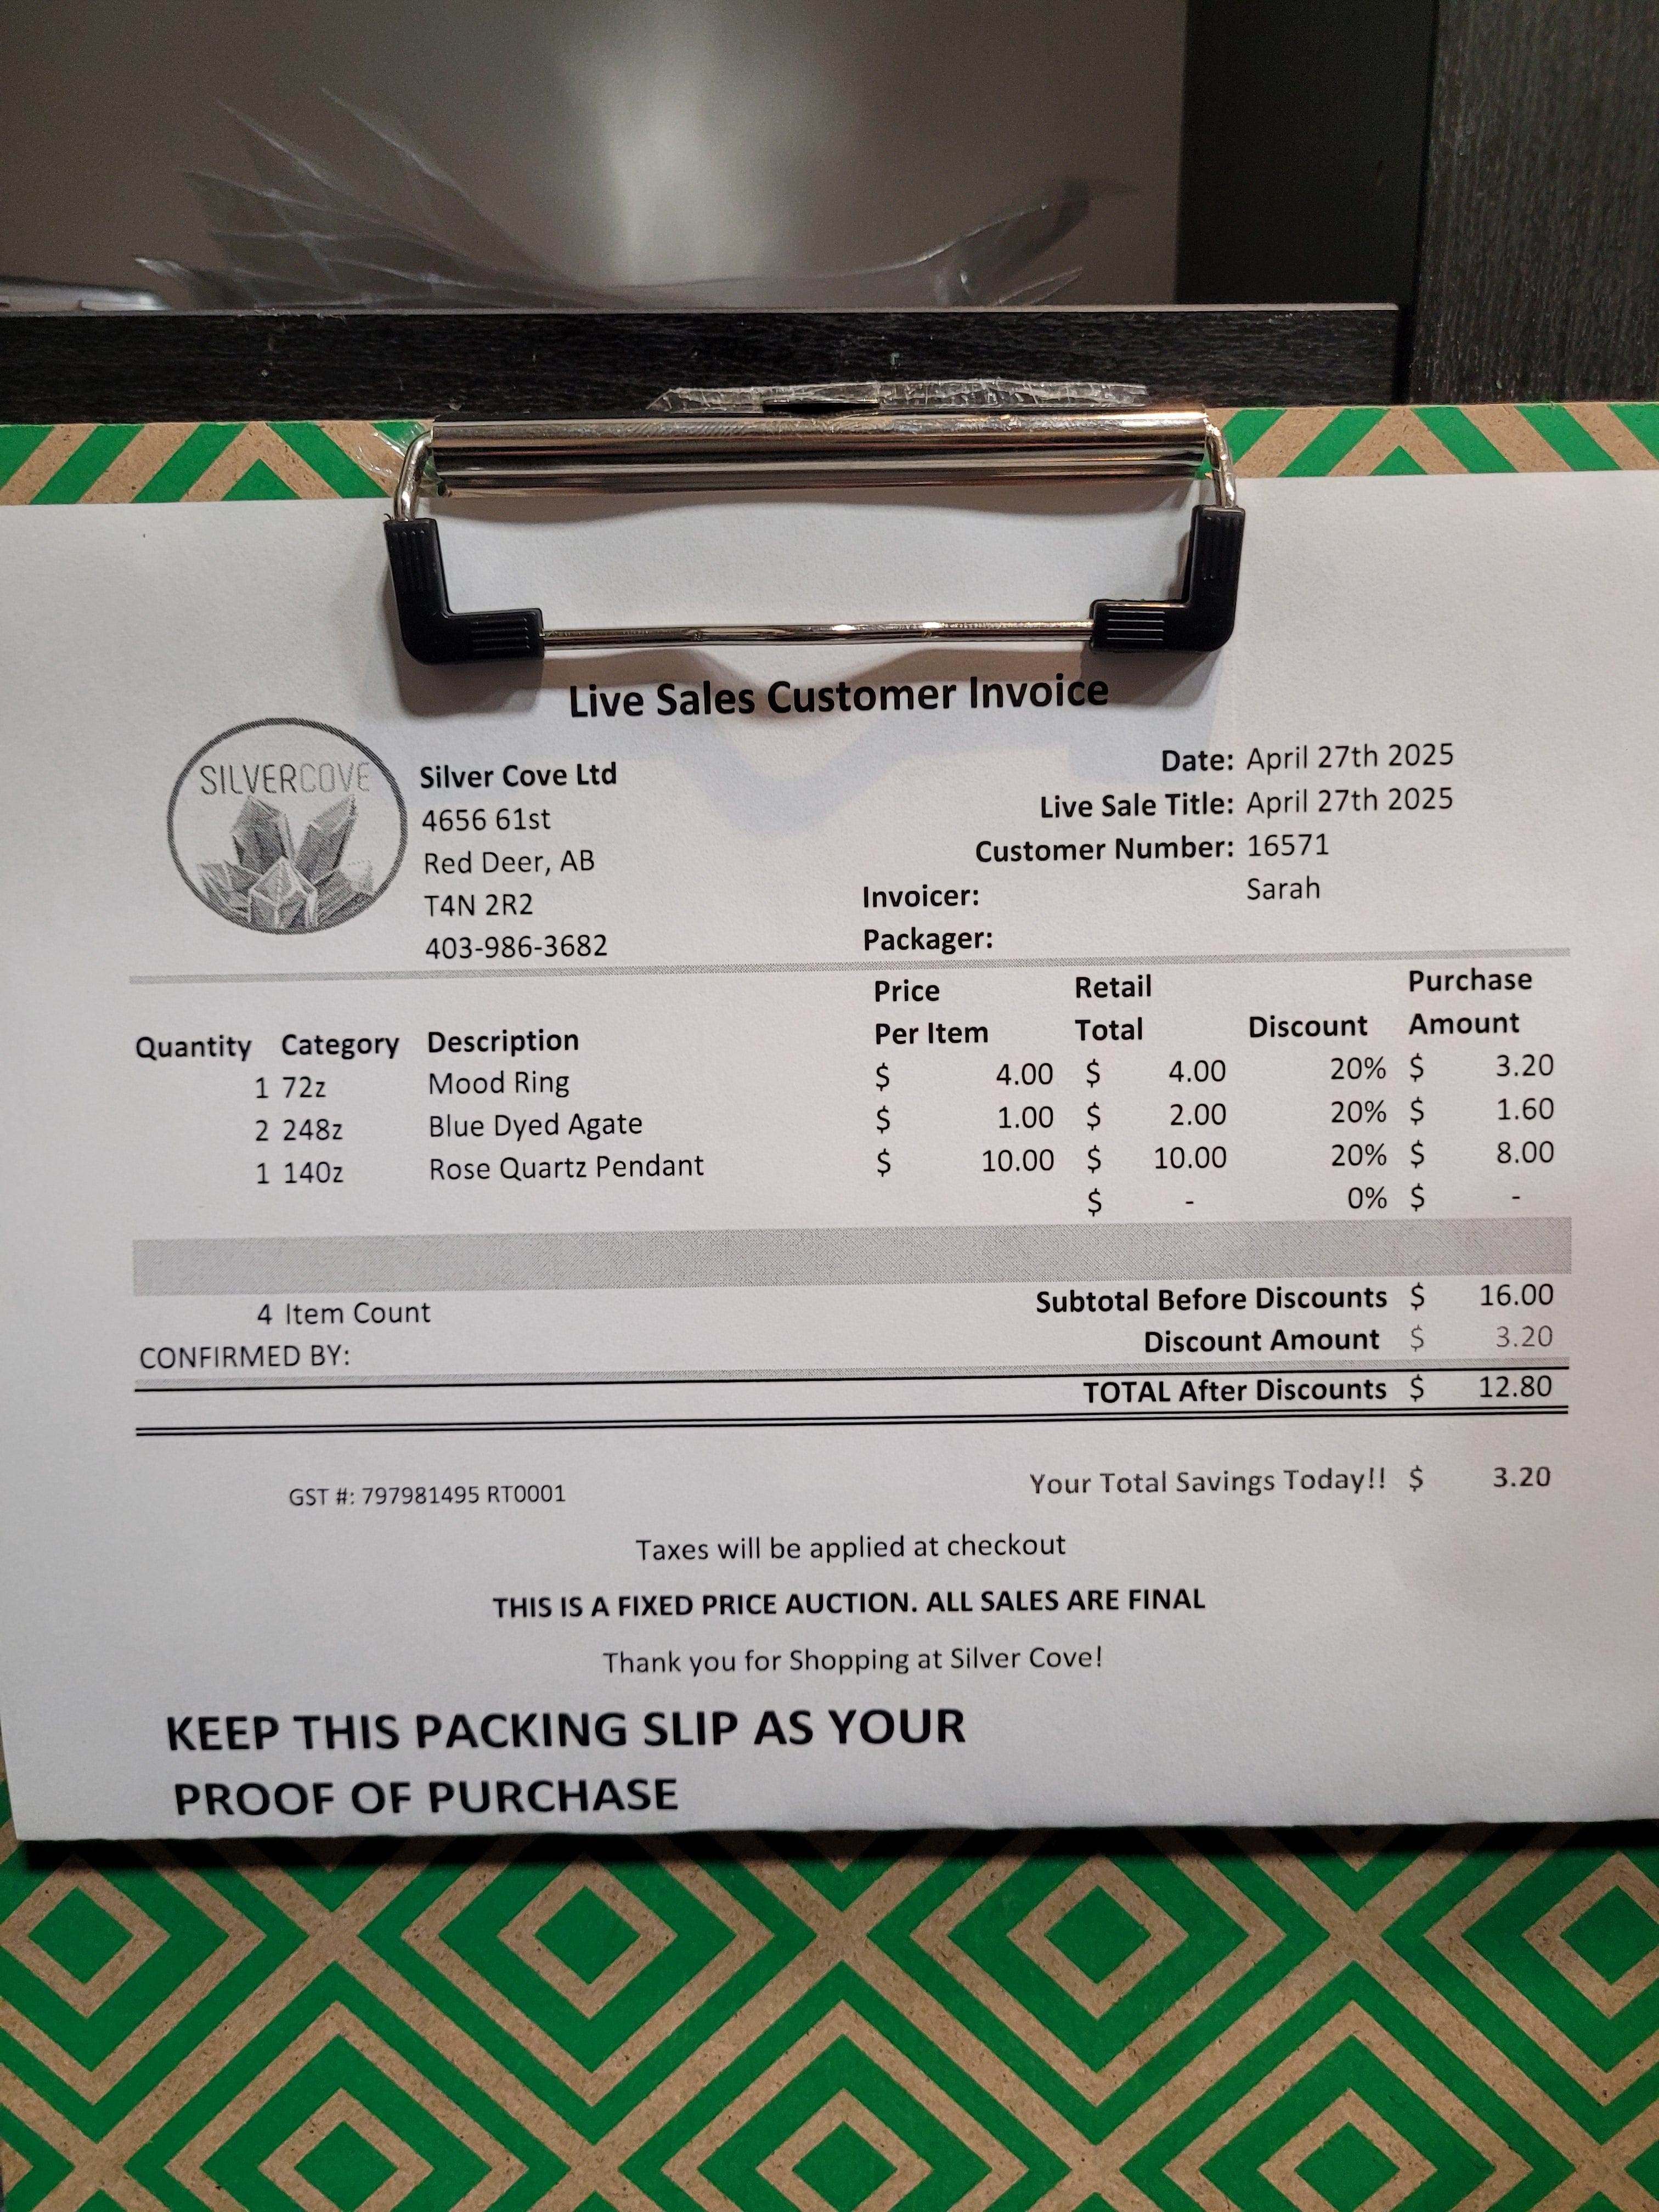 Live Sales Customer Invoice
SILVERCOVE
Silver Cove Ltd
4656 61st
Red Deer, AB
T4N 2R2
403-986-3682
Date: April 27th 2025
Live Sale Title: April 27th 2025
Customer Number: 16571
Invoicer: Sarah
Packager:
Quantity Category Description Price Per Item Retail Total Discount Purchase Amount
1 72z Mood Ring $ 4.00 $ 4.00 20% $ 3.20
2 248z Blue Dyed Agate $ 1.00 $ 2.00 20% $ 1.60
1 140z Rose Quartz Pendant $ 10.00 $ 10.00 20% $ 8.00
$ - 0% $ -
4 Item Count Subtotal Before Discounts $ 16.00
CONFIRMED BY: Discount Amount $ 3.20
TOTAL After Discounts $ 12.80
GST #: 797981495 RT0001 Your Total Savings Today!! $ 3.20
Taxes will be applied at checkout
THIS IS A FIXED PRICE AUCTION. ALL SALES ARE FINAL
Thank you for Shopping at Silver Cove!
KEEP THIS PACKING SLIP AS YOUR
PROOF OF PURCHASE